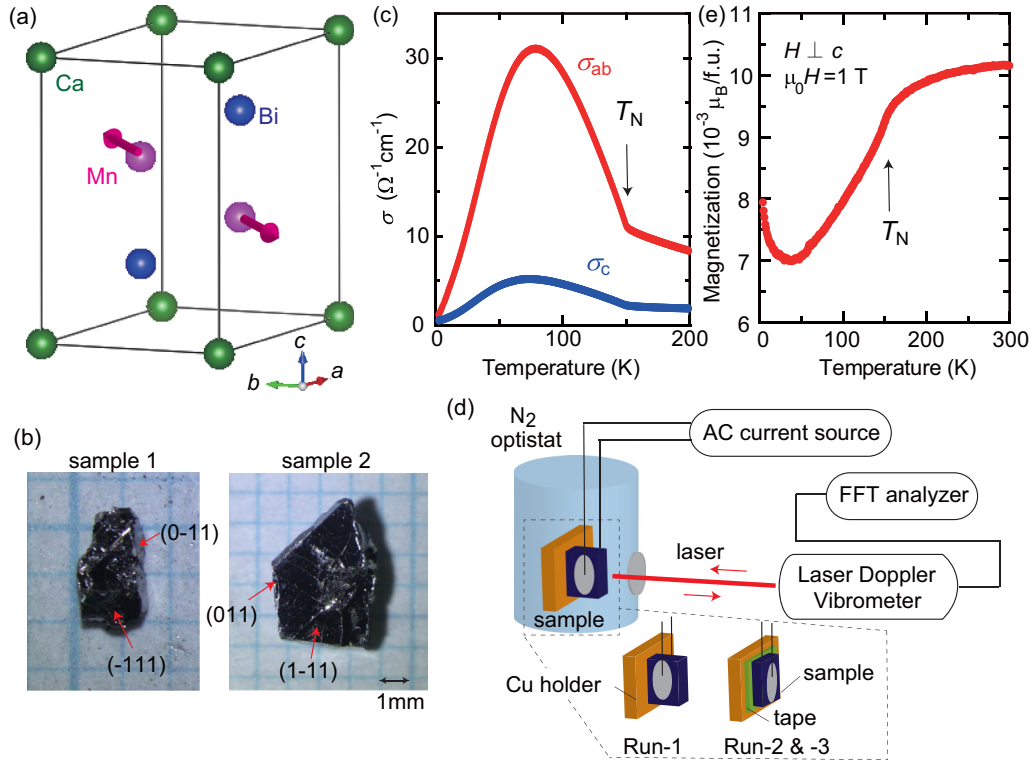 (a)
Ca
Bi
Mn
c
b
a
(b)
sample 1
sample 2
(0-11)
(-111)
(011)
(1-11)
1mm
(c)
σab
σc
TN
σ (Ω⁻¹cm⁻¹)
30
20
10
0
0
100
200
Temperature (K)
(e)
H ⊥ c
μ0H=1 T
TN
Magnetization (10⁻³ μB/f.u.)
11
10
9
8
7
6
0
100
200
300
Temperature (K)
(d)
N2
optistat
AC current source
FFT analyzer
laser
Laser Doppler
Vibrometer
sample
Cu holder
sample
tape
Run-1
Run-2 & -3